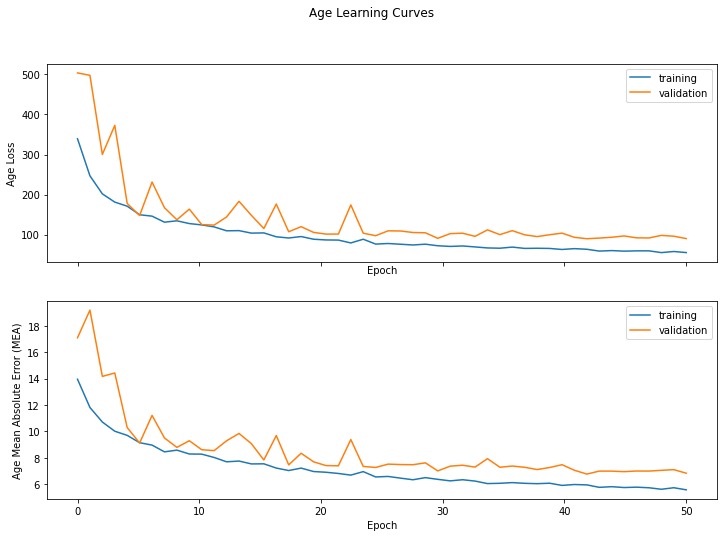 Age Learning Curves
500
400
300
200
100
Age Loss
training
validation
Epoch
18
16
14
12
10
8
6
Age Mean Absolute Error (MEA)
training
validation
0
10
20
30
40
50
Epoch